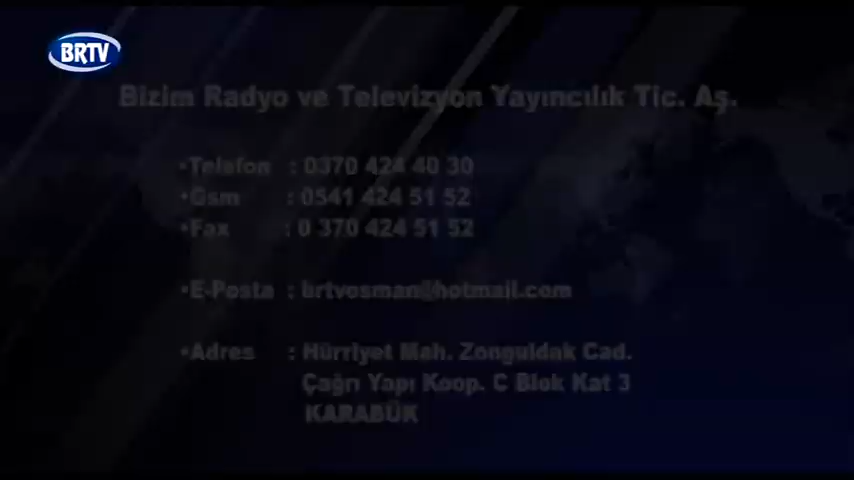 BRTV
Bizim Radyo ve Televizyon Yayıncılık Tic. Aş.
•Telefon : 0370 424 40 30
•Gsm : 0541 424 51 52
•Fax : 0 370 424 51 52
•E-Posta : brtvosman@hotmail.com
•Adres : Hürriyet Mah. Zonguldak Cad.
Çağrı Yapı Koop. C Blok Kat 3
KARABÜK